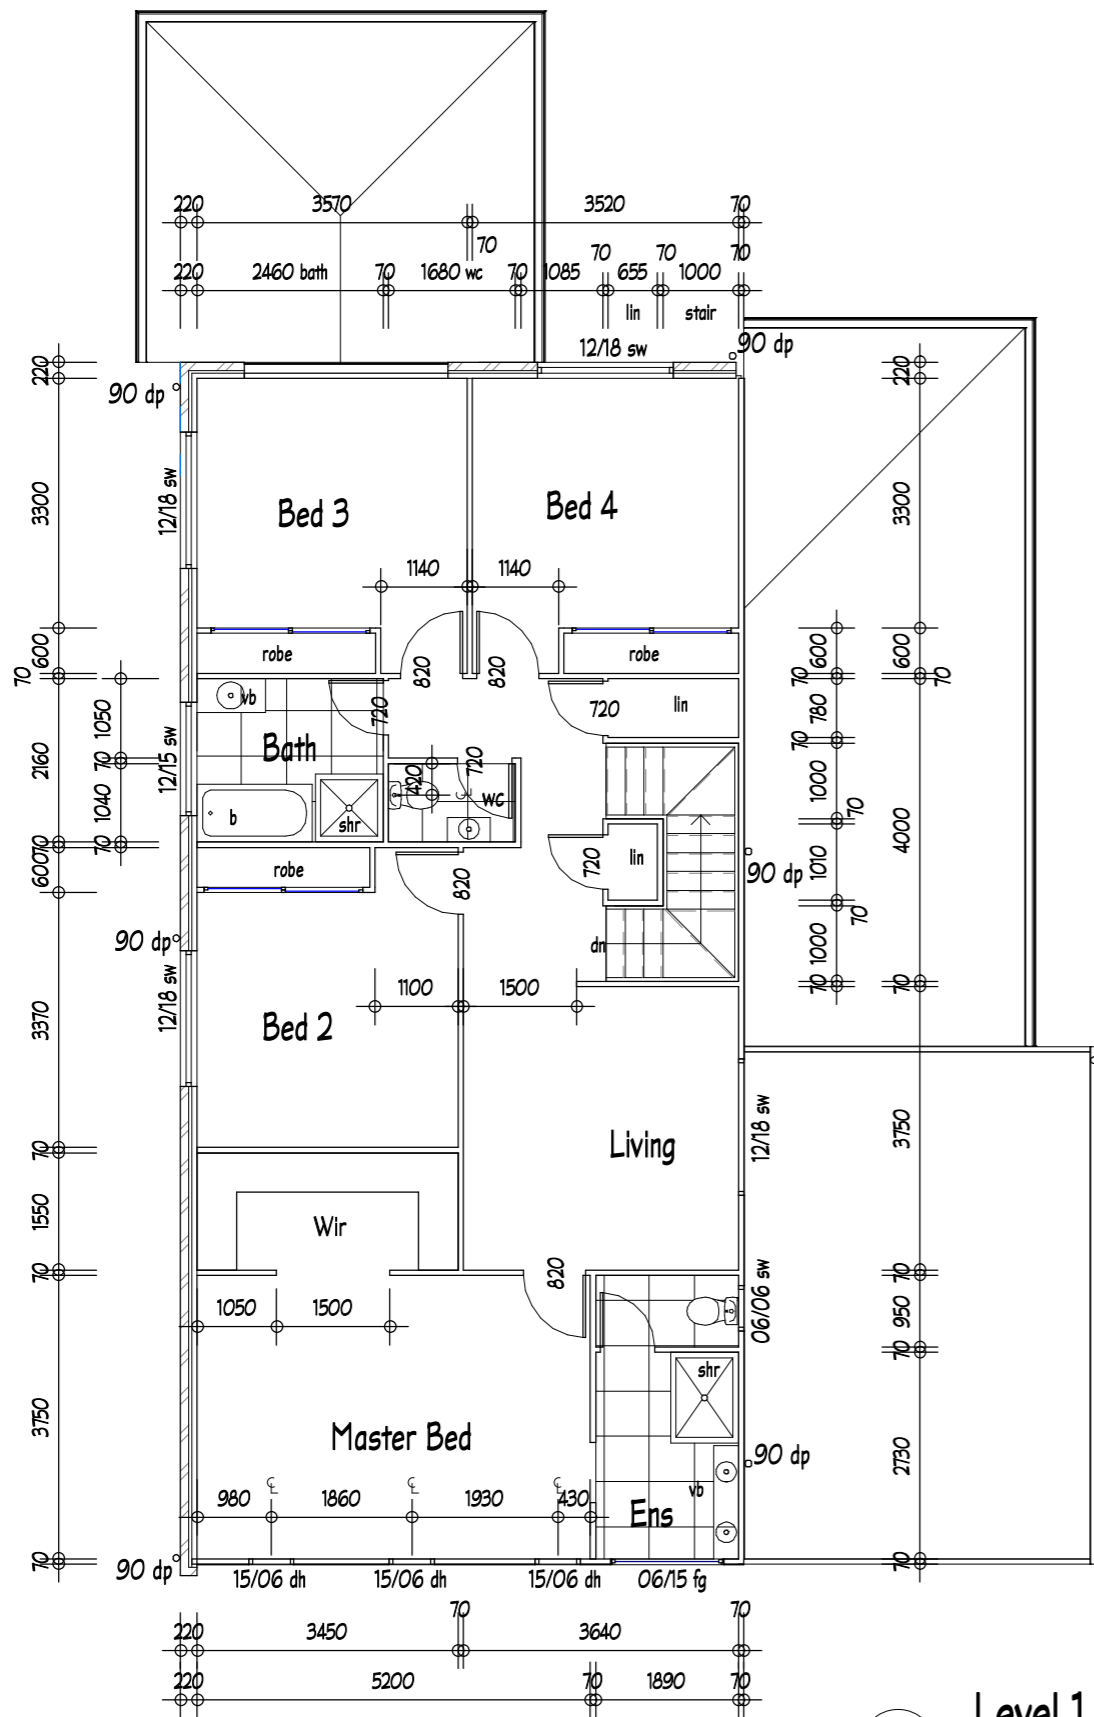 220 3570 3520 70
70
70 70 70
220 2460 bath 70 1680 wc 70 1085 655 1000
lin stair
12/18 sw 90 dp
220 220
90 dp
12/18 sw
3300 3300
Bed 3 Bed 4
1140 1140
600 600 600
robe robe
820 820
70 70 70
vb 720 720 lin
1050 780
Bath
2160 12/15 sw 70 720 70
420 wc 1000
1040 b shr 70
4000
70 70 lin
600 robe 820 720 1010
90 dp
90 dp dn 70
1000
12/18 sw 1100 1500 70 70
3370 Bed 2
3750
Living 12/18 sw
70
1550 Wir
70 820 70
1050 1500 06/06 sw 950
70
shr
3750 Master Bed 90 dp 2730
980 1860 1930 430 vb
Ens
70 90 dp 70
15/06 dh 15/06 dh 15/06 dh 06/15 fg
70 70
220 3450 3640
220 5200 70 1890 70
Level 1